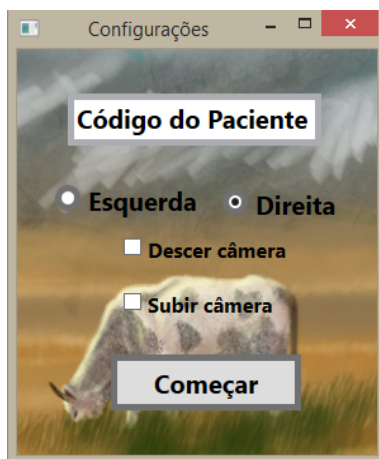 Configurações
Código do Paciente
Esquerda Direita
Descer câmera
Subir câmera
Começar